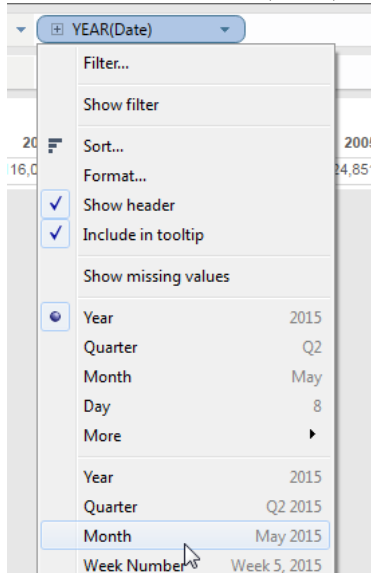 YEAR(Date)
Filter...
Show filter
Sort...
Format...
Show header
Include in tooltip
Show missing values
Year 2015
Quarter Q2
Month May
Day 8
More
Year 2015
Quarter Q2 2015
Month May 2015
Week Number Week 5, 2015